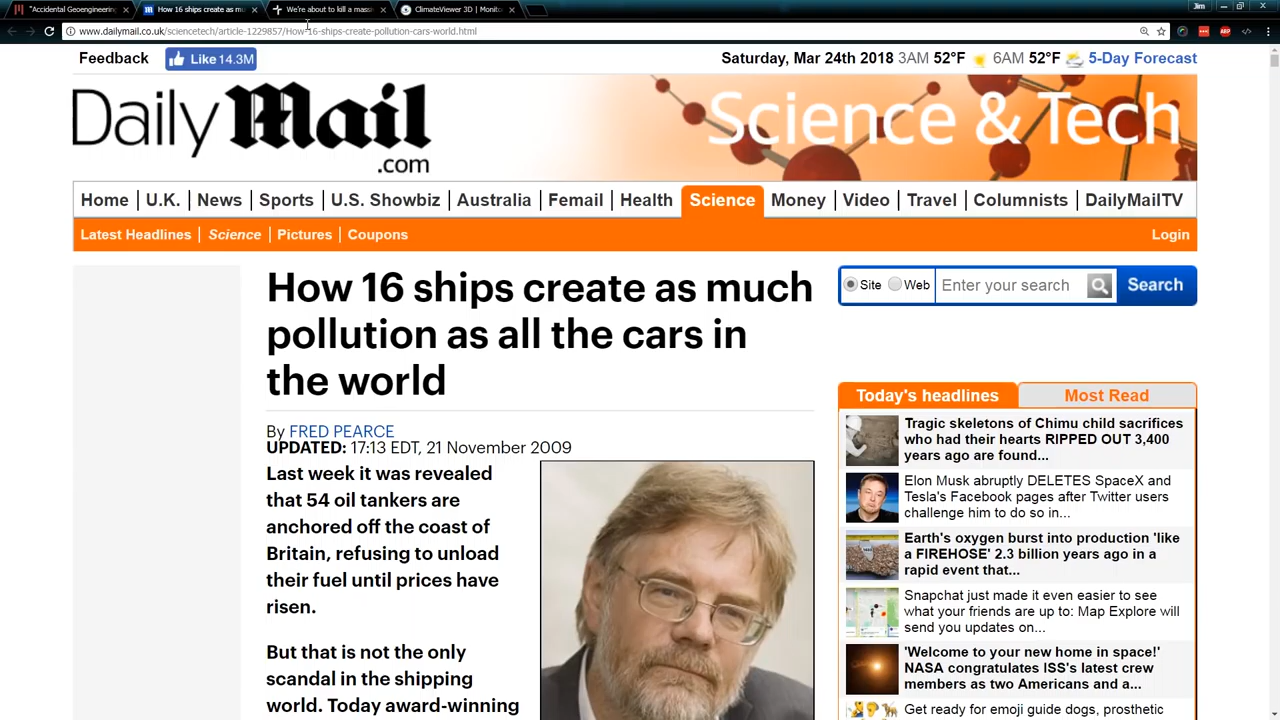 "Accidental Geoengineering
How 16 ships create as mu
We're about to kill a mass
ClimateViewer 3D | Monito
Jim
www.dailymail.co.uk/sciencetech/article-1229857/How-16-ships-create-pollution-cars-world.html
Feedback
Like 14.3M
Saturday, Mar 24th 2018 3AM 52°F 6AM 52°F 5-Day Forecast
Daily Mail
.com
Science & Tech
Home | U.K. | News | Sports | U.S. Showbiz | Australia | Femail | Health | Science | Money | Video | Travel | Columnists | DailyMailTV
Latest Headlines | Science | Pictures | Coupons
Login
How 16 ships create as much
pollution as all the cars in
the world
By FRED PEARCE
UPDATED: 17:13 EDT, 21 November 2009
Last week it was revealed
that 54 oil tankers are
anchored off the coast of
Britain, refusing to unload
their fuel until prices have
risen.
But that is not the only
scandal in the shipping
world. Today award-winning
Site Web Enter your search Search
Today's headlines Most Read
Tragic skeletons of Chimu child sacrifices
who had their hearts RIPPED OUT 3,400
years ago are found...
Elon Musk abruptly DELETES SpaceX and
Tesla's Facebook pages after Twitter users
challenge him to do so in...
Earth's oxygen burst into production 'like
a FIREHOSE' 2.3 billion years ago in a
rapid event that...
Snapchat just made it even easier to see
what your friends are up to: Map Explore will
send you updates on...
'Welcome to your new home in space!'
NASA congratulates ISS's latest crew
members as two Americans and a...
Get ready for emoji guide dogs, prosthetic